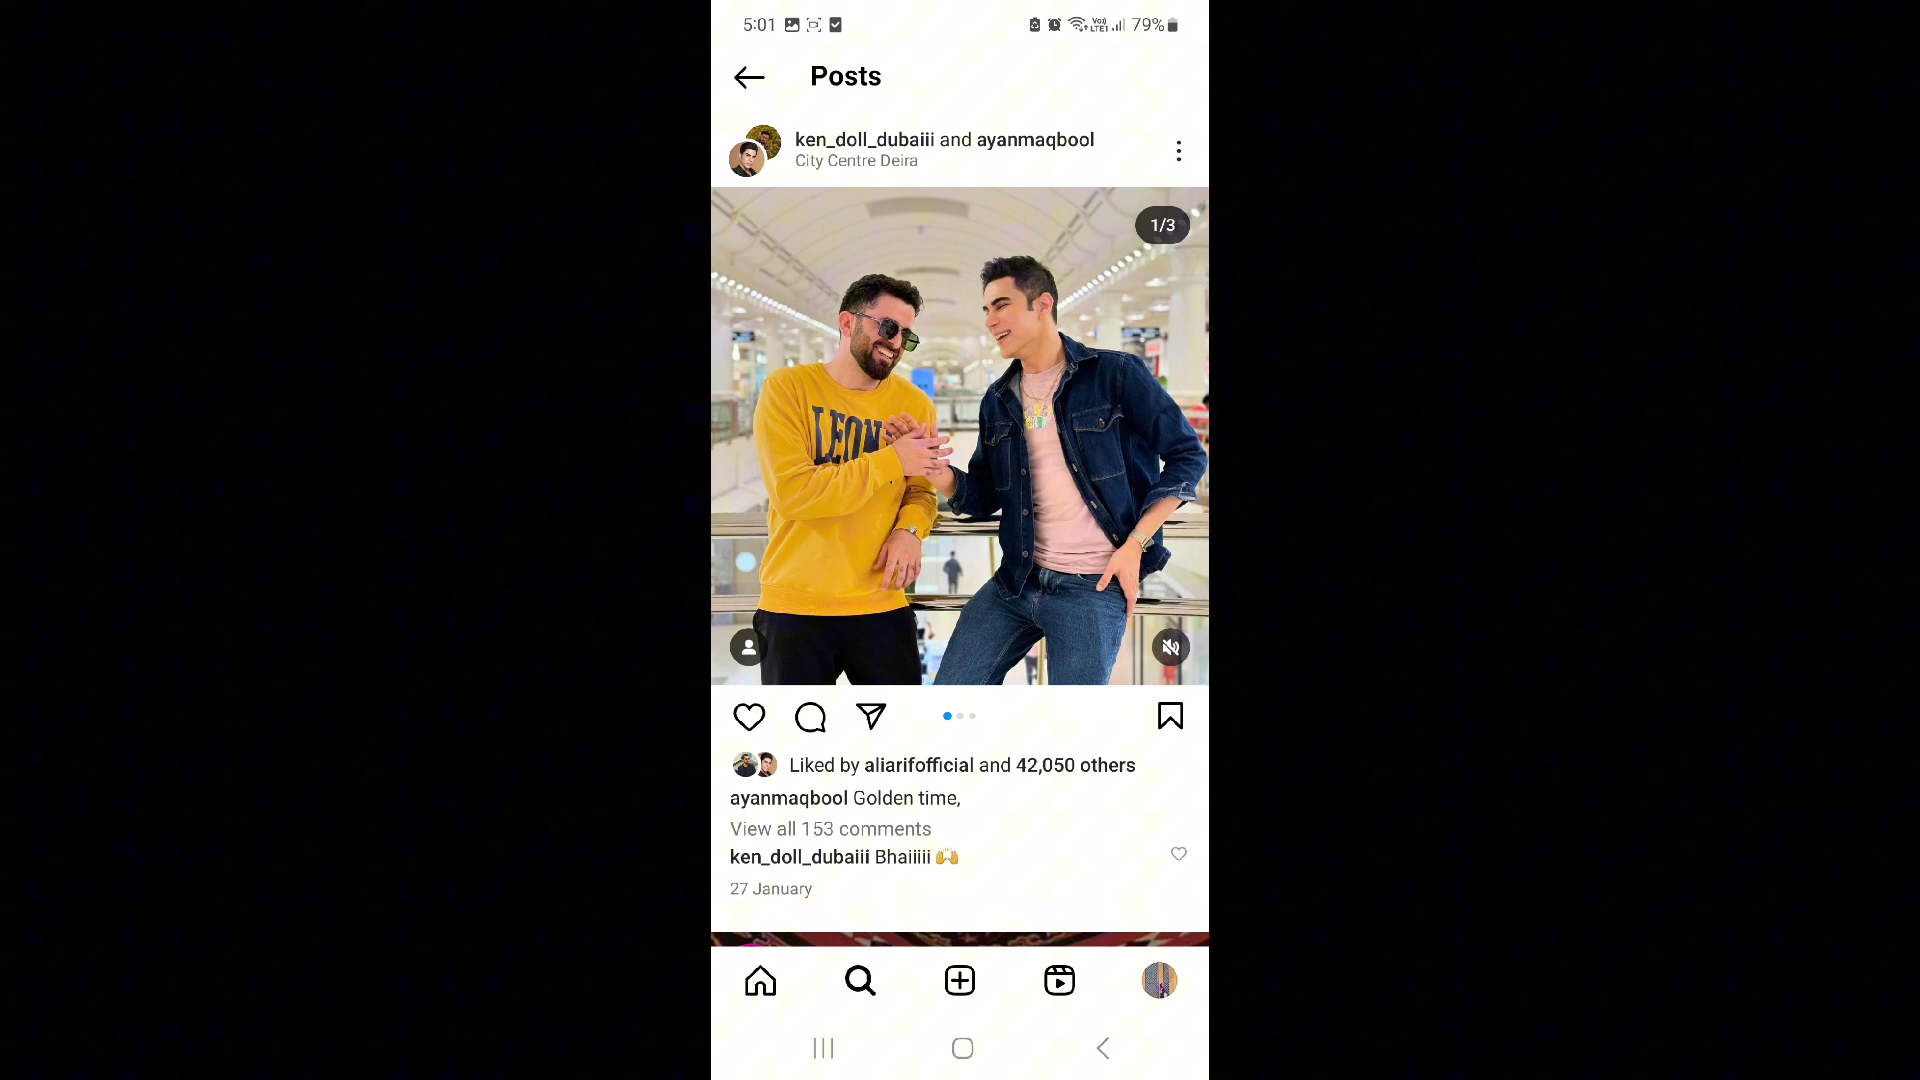 5:01
79%
Posts
ken_doll_dubaiii and ayanmaqbool
City Centre Deira
1/3
LEON
Liked by aliarifofficial and 42,050 others
ayanmaqbool Golden time,
View all 153 comments
ken_doll_dubaiii Bhaiiiii 🙌
27 January